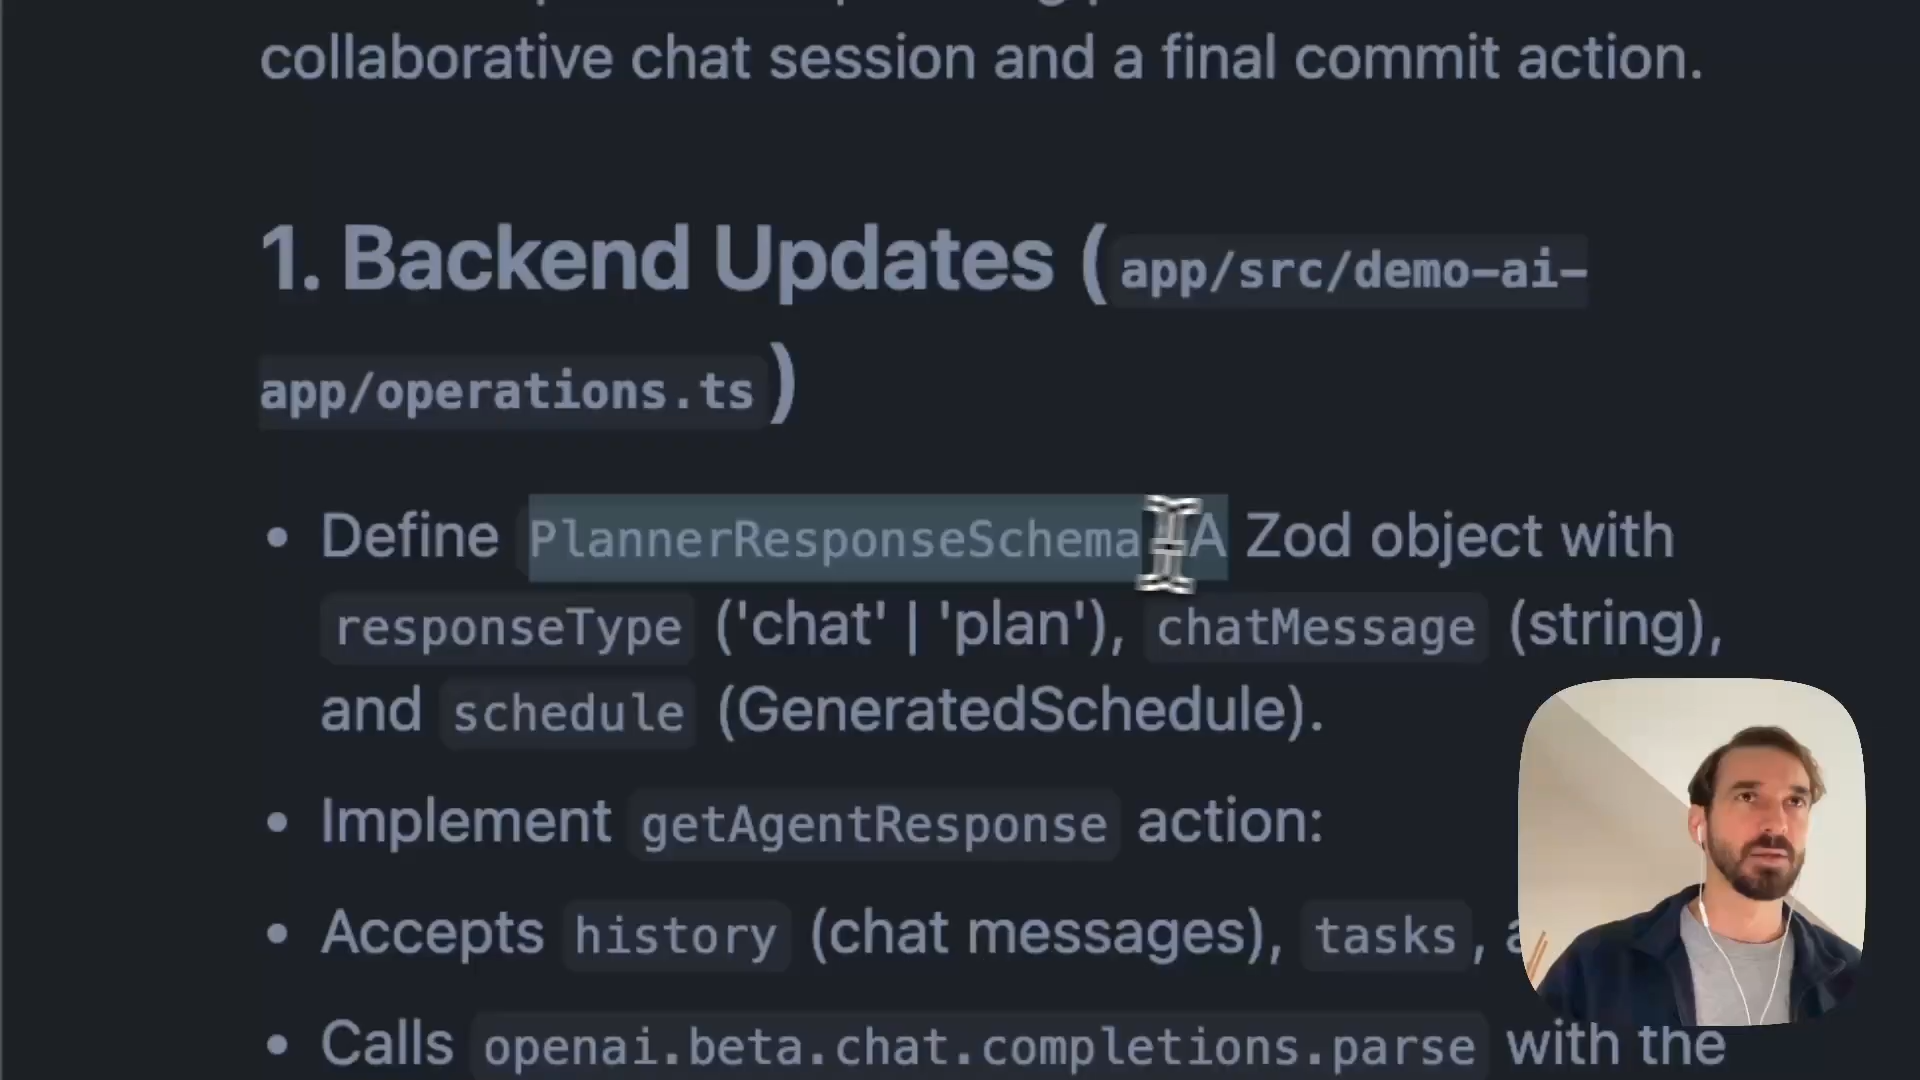 collaborative chat session and a final commit action.
1. Backend Updates (app/src/demo-ai-
app/operations.ts)
• Define PlannerResponseSchema A Zod object with
responseType ('chat' | 'plan'), chatMessage (string),
and schedule (GeneratedSchedule).
• Implement getAgentResponse action:
• Accepts history (chat messages), tasks,
• Calls openai.beta.chat.completions.parse with the